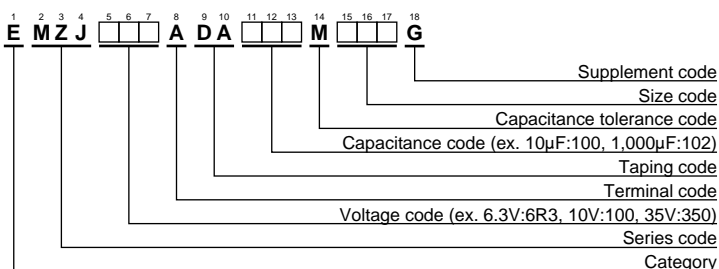 1 2 3 4 5 6 7 8 9 10 11 12 13 14 15 16 17 18
E M Z J A D A M G
Supplement code
Size code
Capacitance tolerance code
Capacitance code (ex. 10µF:100, 1,000µF:102)
Taping code
Terminal code
Voltage code (ex. 6.3V:6R3, 10V:100, 35V:350)
Series code
Category